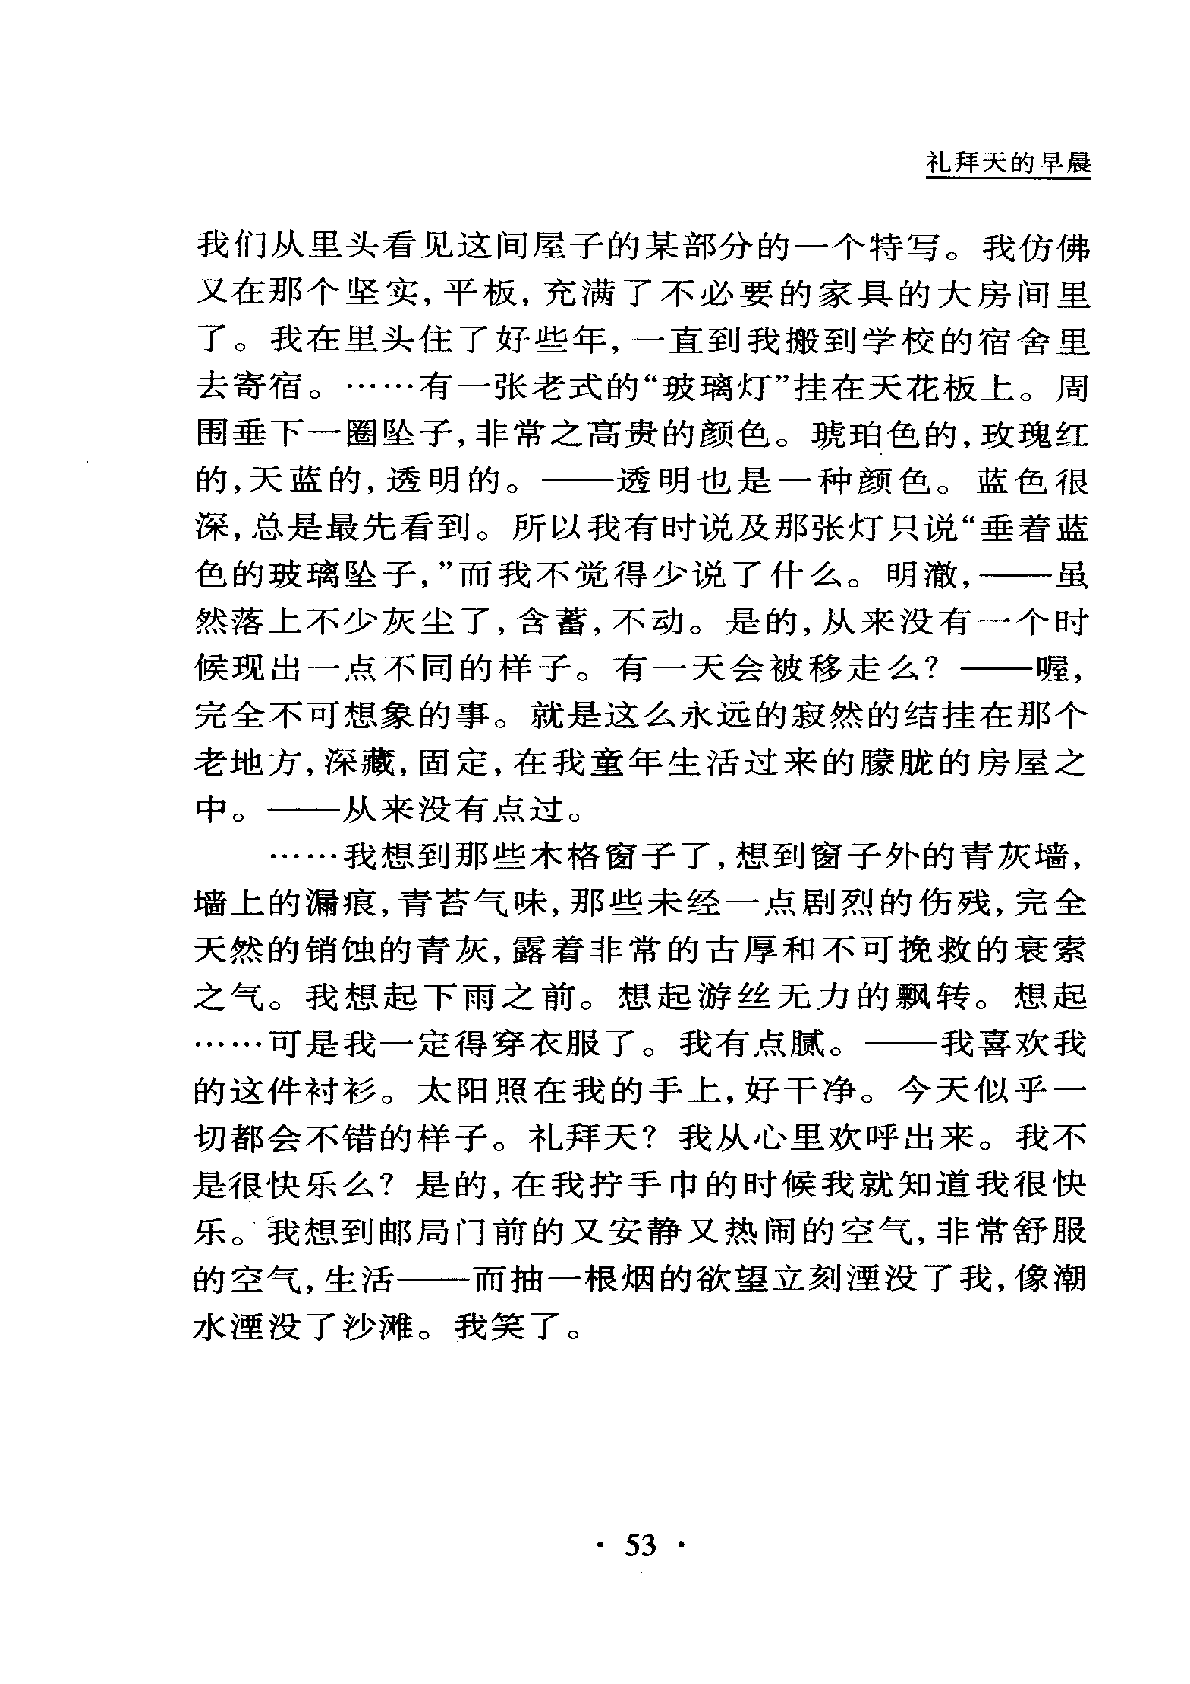 礼拜天的早晨
我们从里头看见这间屋子的某部分的一个特写。我仿佛
又在那个坚实,平板,充满了不必要的家具的大房间里
了。我在里头住了好些年,一直到我搬到学校的宿舍里
去寄宿。……有一张老式的“玻璃灯”挂在天花板上。周
围垂下一圈坠子,非常之高贵的颜色。琥珀色的,玫瑰红
的,天蓝的,透明的。——透明也是一种颜色。蓝色很
深,总是最先看到。所以我有时说及那张灯只说“垂着蓝
色的玻璃坠子,”而我不觉得少说了什么。明澈,——虽
然落上不少灰尘了,含蓄,不动。是的,从来没有一个时
候现出一点不同的样子。有一天会被移走么？——喔,
完全不可想象的事。就是这么永远的寂然的结挂在那个
老地方,深藏,固定,在我童年生活过来的朦胧的房屋之
中。——从来没有点过。
……我想到那些木格窗子了,想到窗子外的青灰墙,
墙上的漏痕,青苔气味,那些未经一点剧烈的伤残,完全
天然的销蚀的青灰,露着非常的古厚和不可挽救的衰索
之气。我想起下雨之前。想起游丝无力的飘转。想起
……可是我一定得穿衣服了。我有点腻。——我喜欢我
的这件衬衫。太阳照在我的手上,好干净。今天似乎一
切都会不错的样子。礼拜天？我从心里欢呼出来。我不
是很快乐么？是的,在我拧手巾的时候我就知道我很快
乐。我想到邮局门前的又安静又热闹的空气,非常舒服
的空气,生活——而抽一根烟的欲望立刻湮没了我,像潮
水湮没了沙滩。我笑了。
· 53 ·